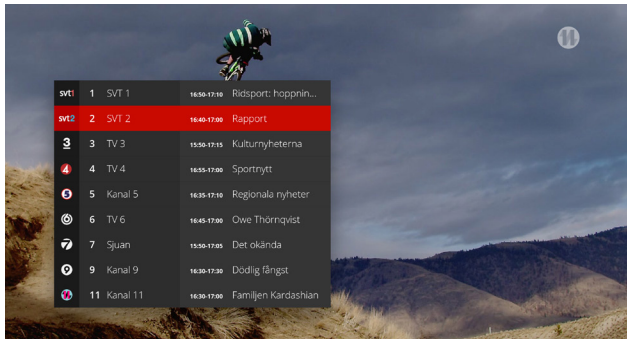 11
svt1 1 SVT 1 16:50-17:10 Ridsport: hoppnin...
svt2 2 SVT 2 16:40-17:00 Rapport
3 3 TV 3 15:50-17:15 Kulturnyheterna
4 4 TV 4 16:55-17:00 Sportnytt
5 5 Kanal 5 16:35-17:10 Regionala nyheter
6 6 TV 6 16:45-17:00 Owe Thörnqvist
7 7 Sjuan 15:50-17:05 Det okända
9 9 Kanal 9 16:30-17:30 Dödlig fångst
11 Kanal 11 16:30-17:00 Familjen Kardashian